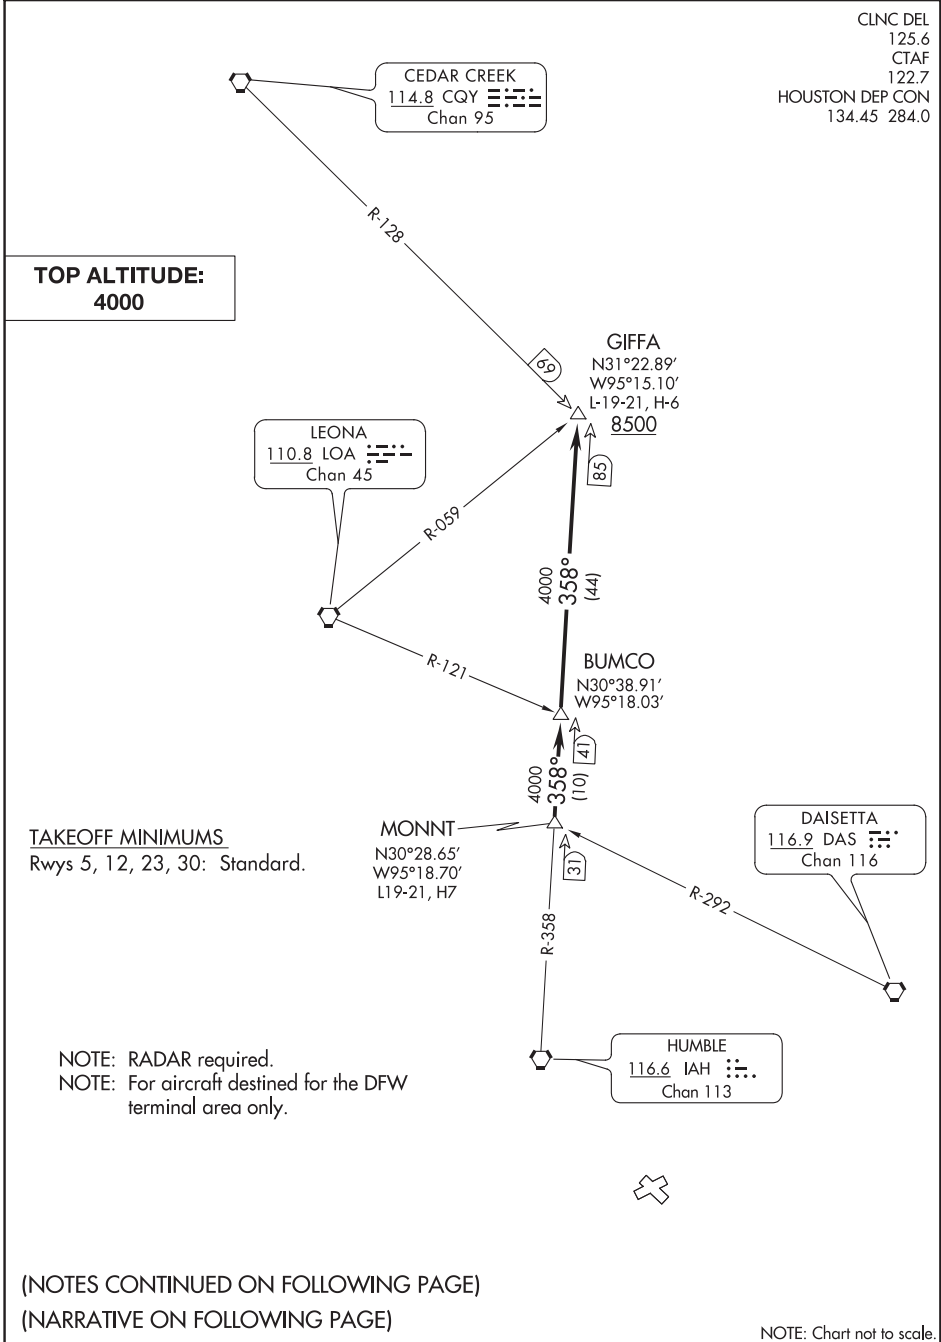 CLNC DEL
125.6
CTAF
122.7
HOUSTON DEP CON
134.45 284.0
CEDAR CREEK
114.8 CQY
Chan 95
R-128
TOP ALTITUDE:
4000
69
GIFFA
N31°22.89'
W95°15.10'
L-19-21, H-6
8500
85
LEONA
110.8 LOA
Chan 45
R-059
4000
358°
(44)
R-121
BUMCO
N30°38.91'
W95°18.03'
41
4000
358°
(10)
TAKEOFF MINIMUMS
Rwys 5, 12, 23, 30: Standard.
MONNT
N30°28.65'
W95°18.70'
L19-21, H7
31
DAISETTA
116.9 DAS
Chan 116
R-292
R-358
NOTE: RADAR required.
NOTE: For aircraft destined for the DFW
terminal area only.
HUMBLE
116.6 IAH
Chan 113
(NOTES CONTINUED ON FOLLOWING PAGE)
(NARRATIVE ON FOLLOWING PAGE)
NOTE: Chart not to scale.